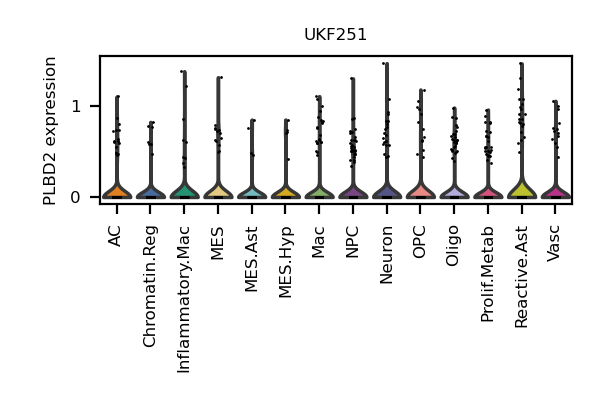 UKF251
PLBD2 expression
1
0
AC
Chromatin.Reg
Inflammatory.Mac
MES
MES.Ast
MES.Hyp
Mac
NPC
Neuron
OPC
Oligo
Prolif.Metab
Reactive.Ast
Vasc